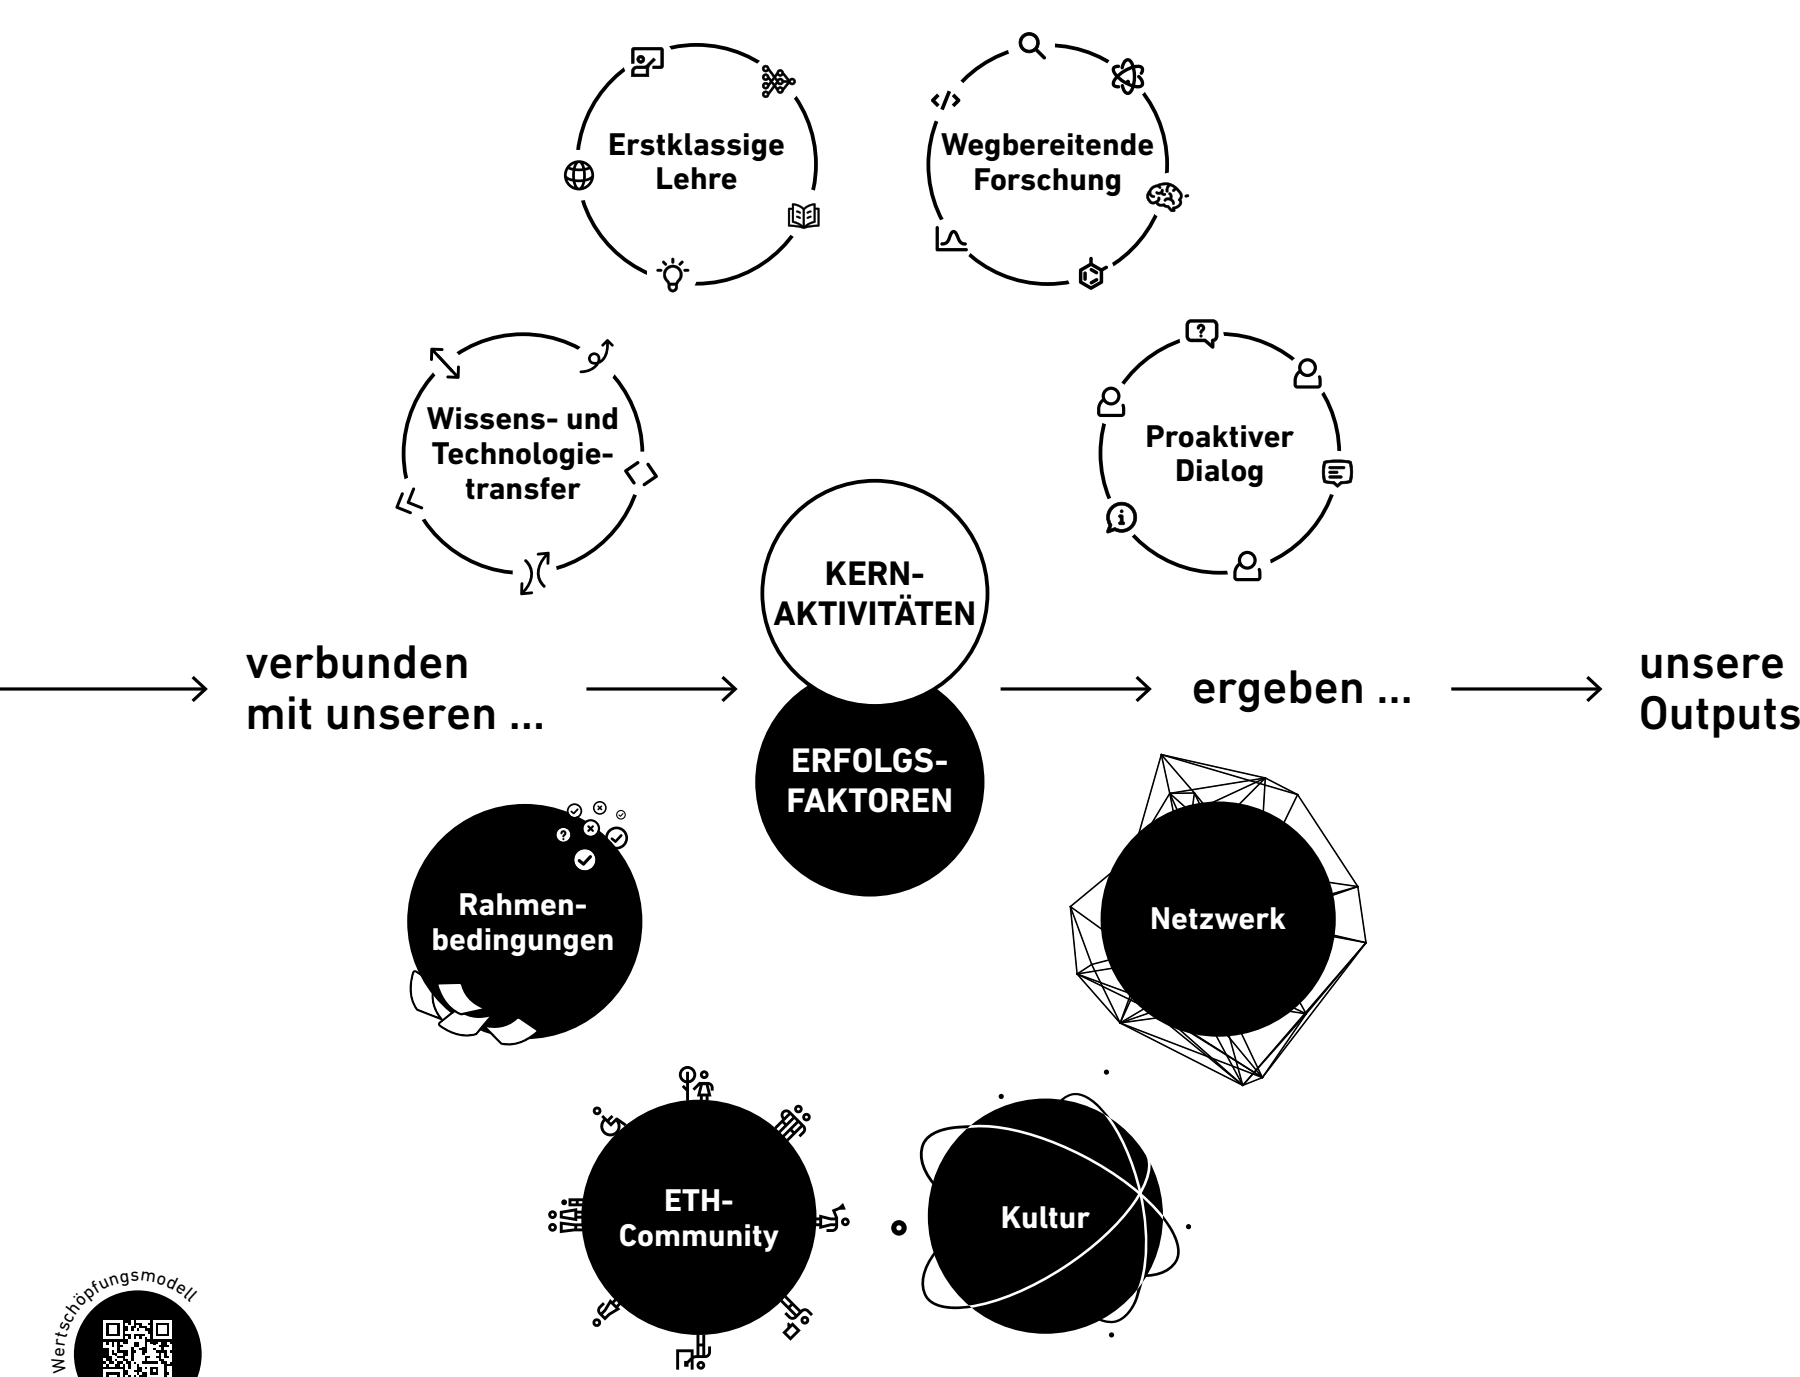 Erstklassige
Lehre
Wegbereitende
Forschung
Wissens- und
Technologie-
transfer
Proaktiver
Dialog
KERN-
AKTIVITÄTEN
verbunden
mit unseren ...
ergeben ...
unsere
Outputs
ERFOLGS-
FAKTOREN
Rahmen-
bedingungen
Netzwerk
ETH-
Community
Kultur
Wertschöpfungsmodell